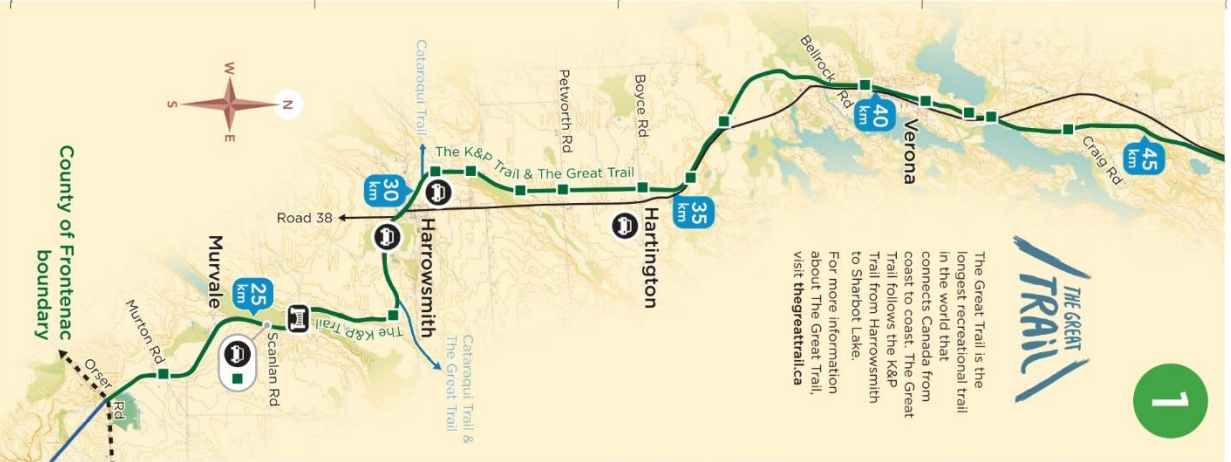 1
THE GREAT
TRAIL
The Great Trail is the
longest recreational trail
in the world that
connects Canada from
coast to coast. The Great
Trail follows the K&P
Trail from Harrowsmith
to Sharbot Lake.
For more information
about The Great Trail,
visit thegreattrail.ca
45
km
Craig Rd
Verona
40
km
Bellrock Rd
35
km
Hartington
Boyce Rd
Petworth Rd
The K&P Trail & The Great Trail
Cataraqui Trail
30
km
Harrowsmith
Road 38
Cataraqui Trail &
The Great Trail
The K&P Trail
25
km
Scanlan Rd
Murvale
Murton Rd
Orser
Rd
County of Frontenac
boundary
N
W
E
S